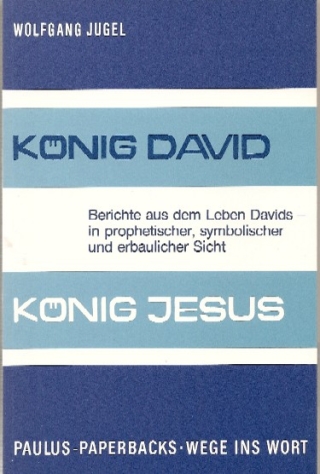 WOLFGANG JUGEL
KÖNIG DAVID
Berichte aus dem Leben Davids –
in prophetischer, symbolischer
und erbaulicher Sicht
KÖNIG JESUS
PAULUS-PAPERBACKS·WEGE INS WORT